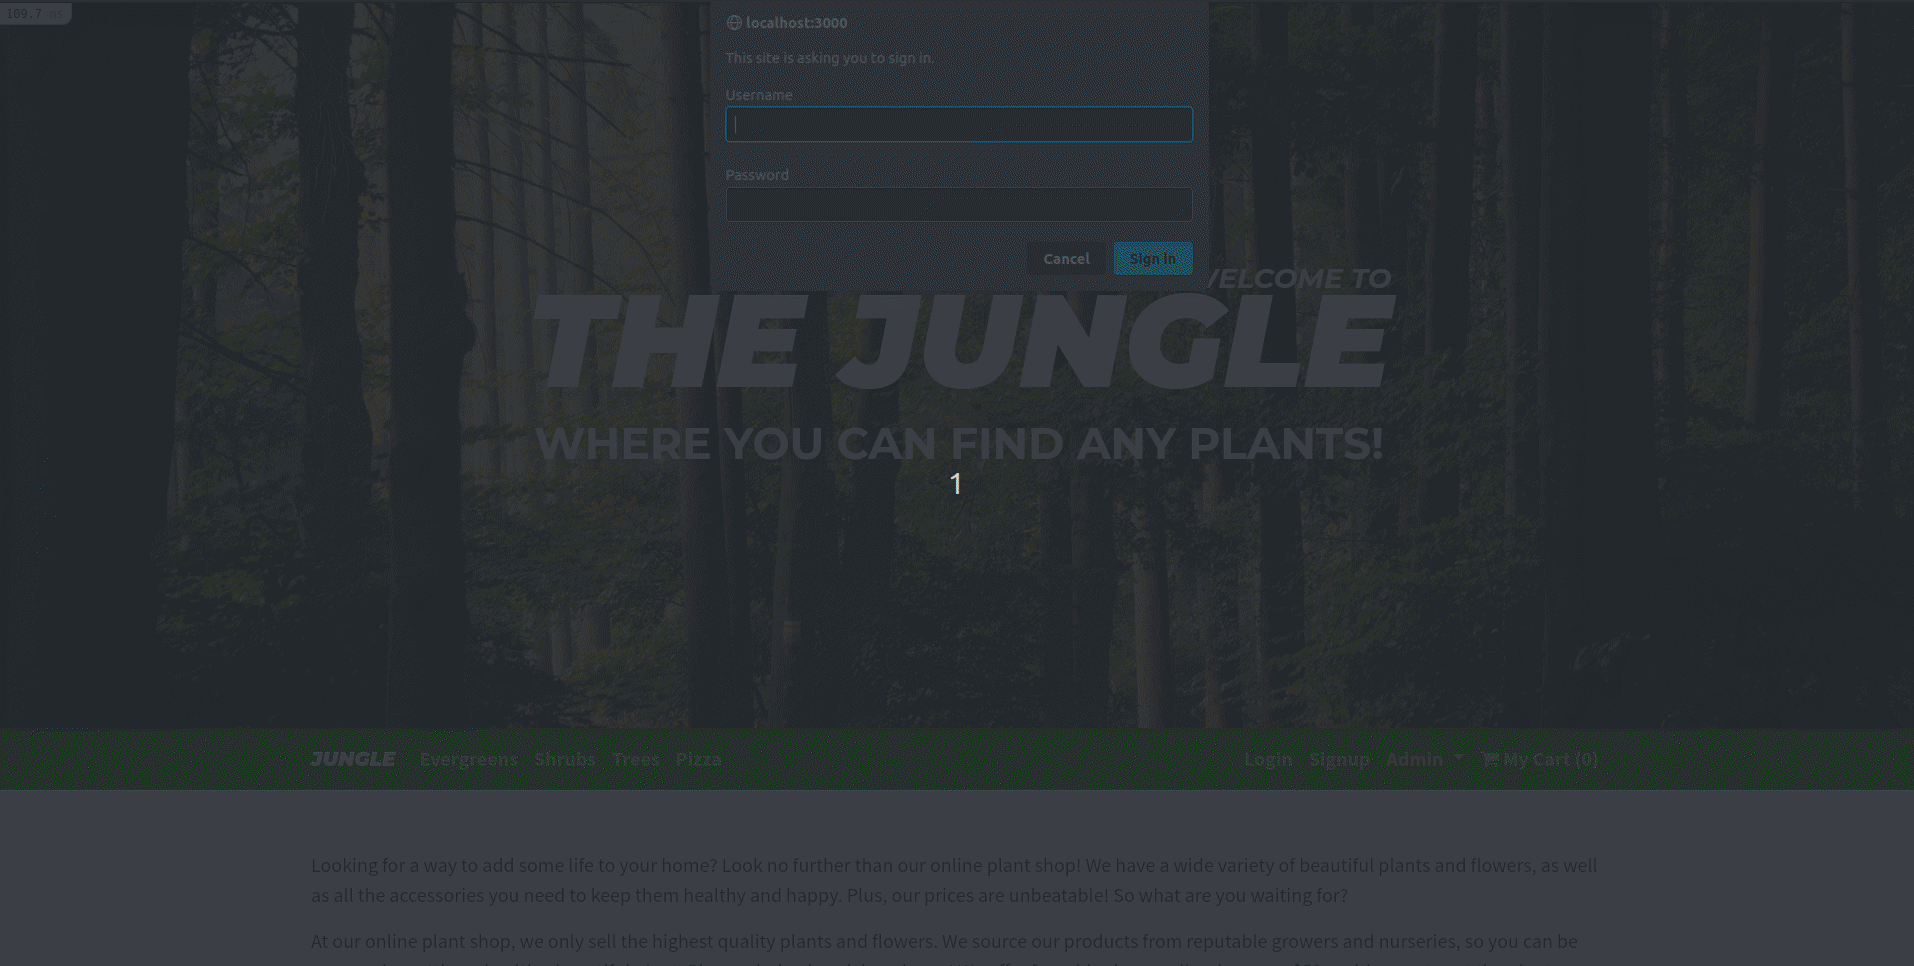 109.7 ms
localhost:3000
This site is asking you to sign in.
Username
Password
Cancel
Sign in
WELCOME TO
THE JUNGLE
WHERE YOU CAN FIND ANY PLANTS!
1
JUNGLE Evergreens Shrubs Trees Pizza Login Signup Admin My Cart (0)
Looking for a way to add some life to your home? Look no further than our online plant shop! We have a wide variety of beautiful plants and flowers, as well
as all the accessories you need to keep them healthy and happy. Plus, our prices are unbeatable! So what are you waiting for?
At our online plant shop, we only sell the highest quality plants and flowers. We source our products from reputable growers and nurseries, so you can be